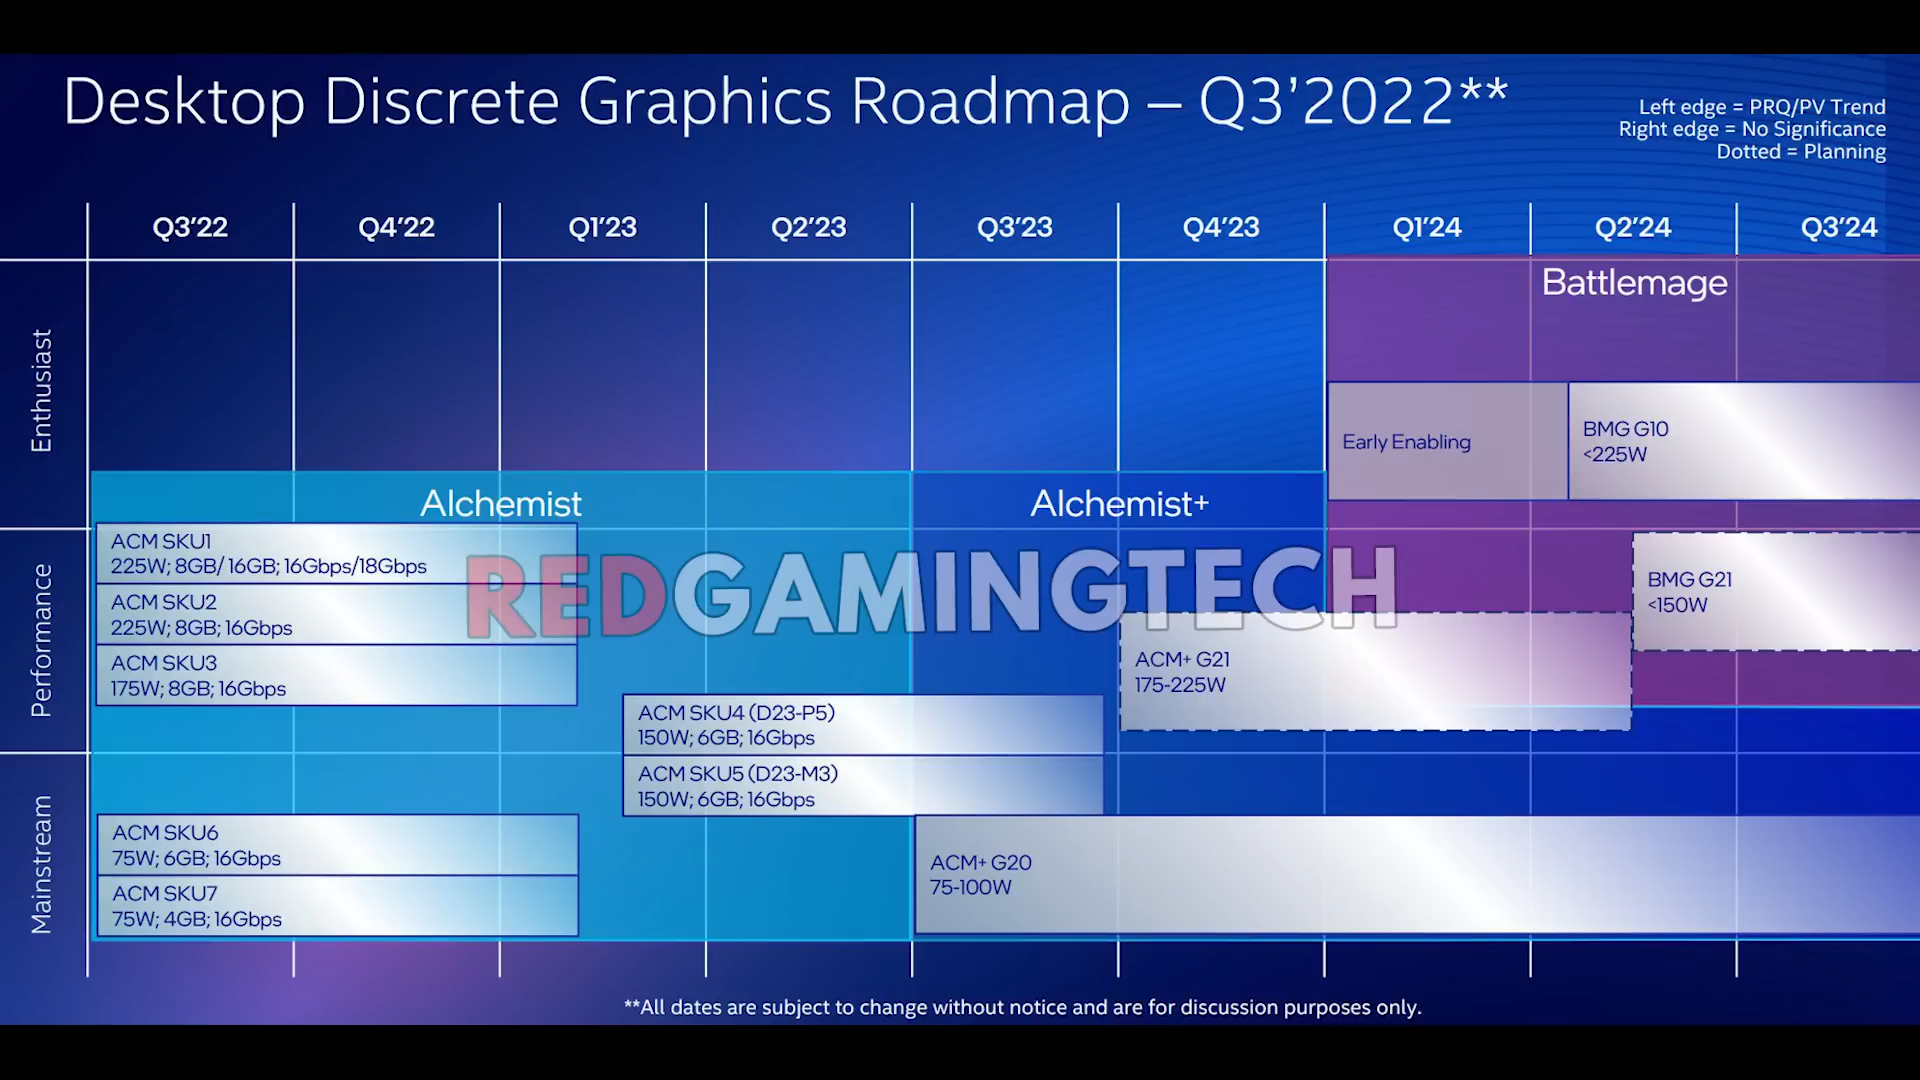 Desktop Discrete Graphics Roadmap – Q3’2022**
Left edge = PRQ/PV Trend
Right edge = No Significance
Dotted = Planning
Q3’22 Q4’22 Q1’23 Q2’23 Q3’23 Q4’23 Q1’24 Q2’24 Q3’24
Battlemage
Enthusiast
Early Enabling
BMG G10
<225W
Alchemist
Alchemist+
Performance
ACM SKU1
225W; 8GB/ 16GB; 16Gbps/18Gbps
ACM SKU2
225W; 8GB; 16Gbps
ACM SKU3
175W; 8GB; 16Gbps
REDGAMINGTECH
BMG G21
<150W
ACM+ G21
175-225W
ACM SKU4 (D23-P5)
150W; 6GB; 16Gbps
ACM SKU5 (D23-M3)
150W; 6GB; 16Gbps
Mainstream
ACM SKU6
75W; 6GB; 16Gbps
ACM SKU7
75W; 4GB; 16Gbps
ACM+ G20
75-100W
**All dates are subject to change without notice and are for discussion purposes only.